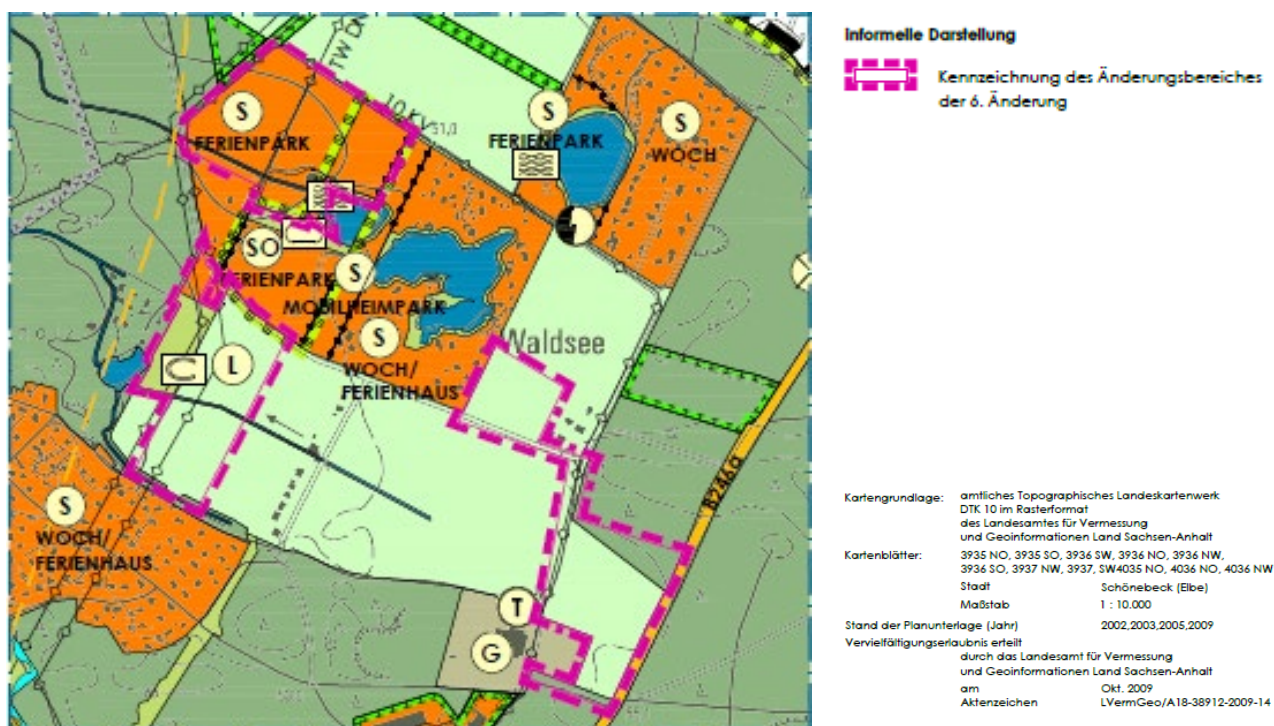 TW DN
10 KV
51,0
S
FERIENPARK
S
FERIENPARK
S
WOCH
SO
FERIENPARK
S
MOBILHEIMPARK
S
WOCH/
FERIENHAUS
Waldsee
L
B246a
S
WOCH/
FERIENHAUS
T
G
Informelle Darstellung
Kennzeichnung des Änderungsbereiches
der 6. Änderung
Kartengrundlage: amtliches Topographisches Landeskartenwerk
DTK 10 im Rasterformat
des Landesamtes für Vermessung
und Geoinformationen Land Sachsen-Anhalt
Kartenblätter: 3935 NO, 3935 SO, 3936 SW, 3936 NO, 3936 NW,
3936 SO, 3937 NW, 3937, SW4035 NO, 4036 NO, 4036 NW
Stadt Schönebeck (Elbe)
Maßstab 1 : 10.000
Stand der Planunterlage (Jahr) 2002,2003,2005,2009
Vervielfältigungserlaubnis erteilt
durch das Landesamt für Vermessung
und Geoinformationen Land Sachsen-Anhalt
am Okt. 2009
Aktenzeichen LVermGeo/A18-38912-2009-14